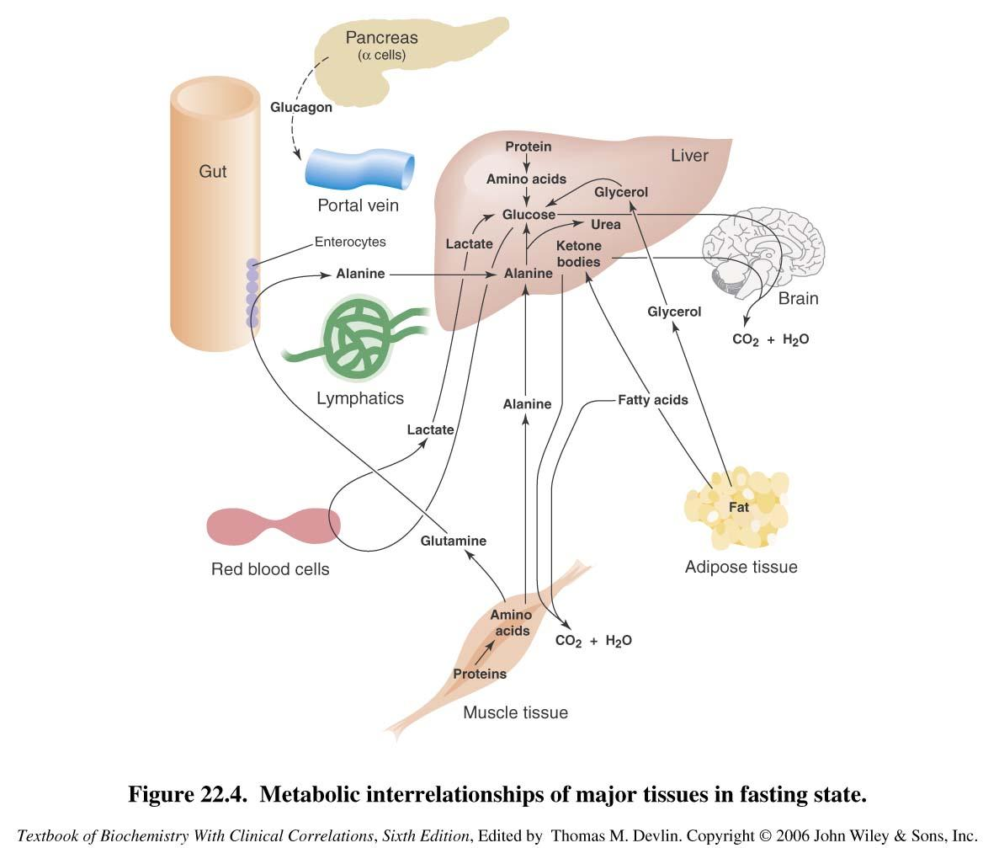 Pancreas
(α cells)
Glucagon
Gut
Portal vein
Enterocytes
Alanine
Lymphatics
Protein
Liver
Amino acids
Glycerol
Glucose
Urea
Lactate
Ketone
bodies
Alanine
Brain
Glycerol
CO₂ + H₂O
Alanine
Fatty acids
Lactate
Fat
Glutamine
Red blood cells
Adipose tissue
Amino
acids
CO₂ + H₂O
Proteins
Muscle tissue
Figure 22.4. Metabolic interrelationships of major tissues in fasting state.
Textbook of Biochemistry With Clinical Correlations, Sixth Edition, Edited by Thomas M. Devlin. Copyright © 2006 John Wiley & Sons, Inc.